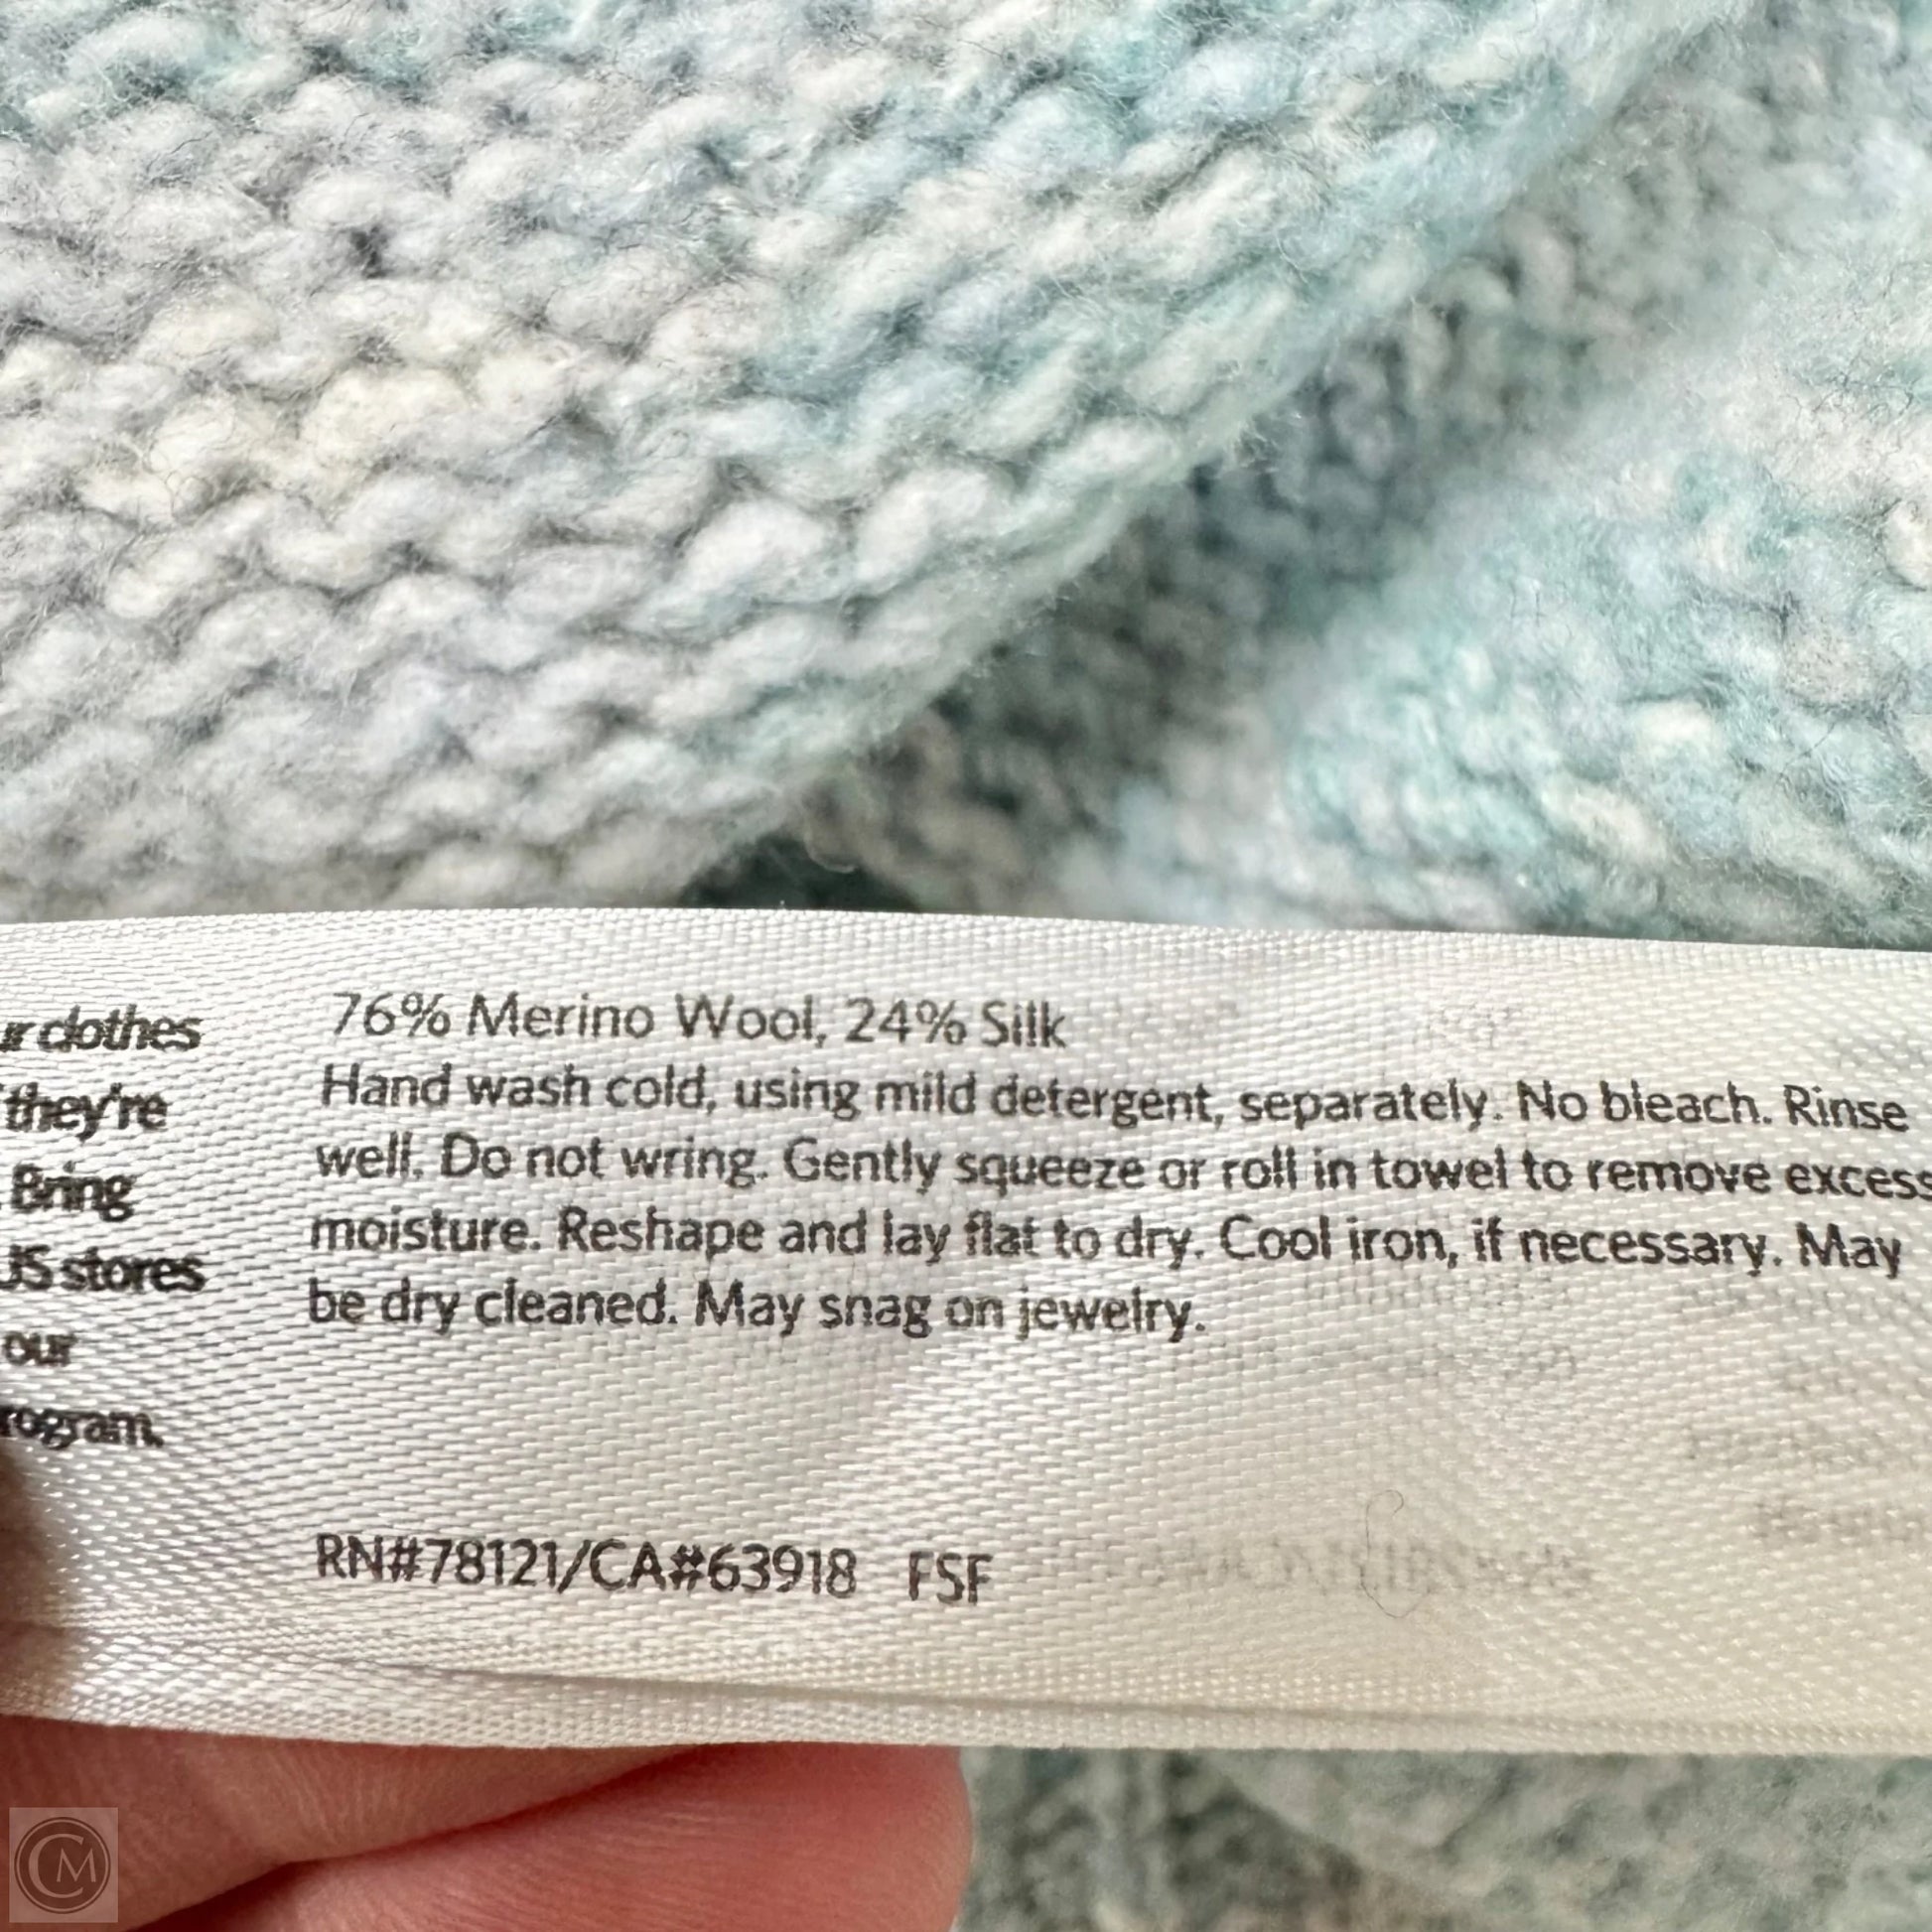 ur clothes
they're
Bring
US stores
our
rogram.
76% Merino Wool, 24% Silk
Hand wash cold, using mild detergent, separately. No bleach. Rinse
well. Do not wring. Gently squeeze or roll in towel to remove excess
moisture. Reshape and lay flat to dry. Cool iron, if necessary. May
be dry cleaned. May snag on jewelry.
RN#78121/CA#63918 FSF
CM